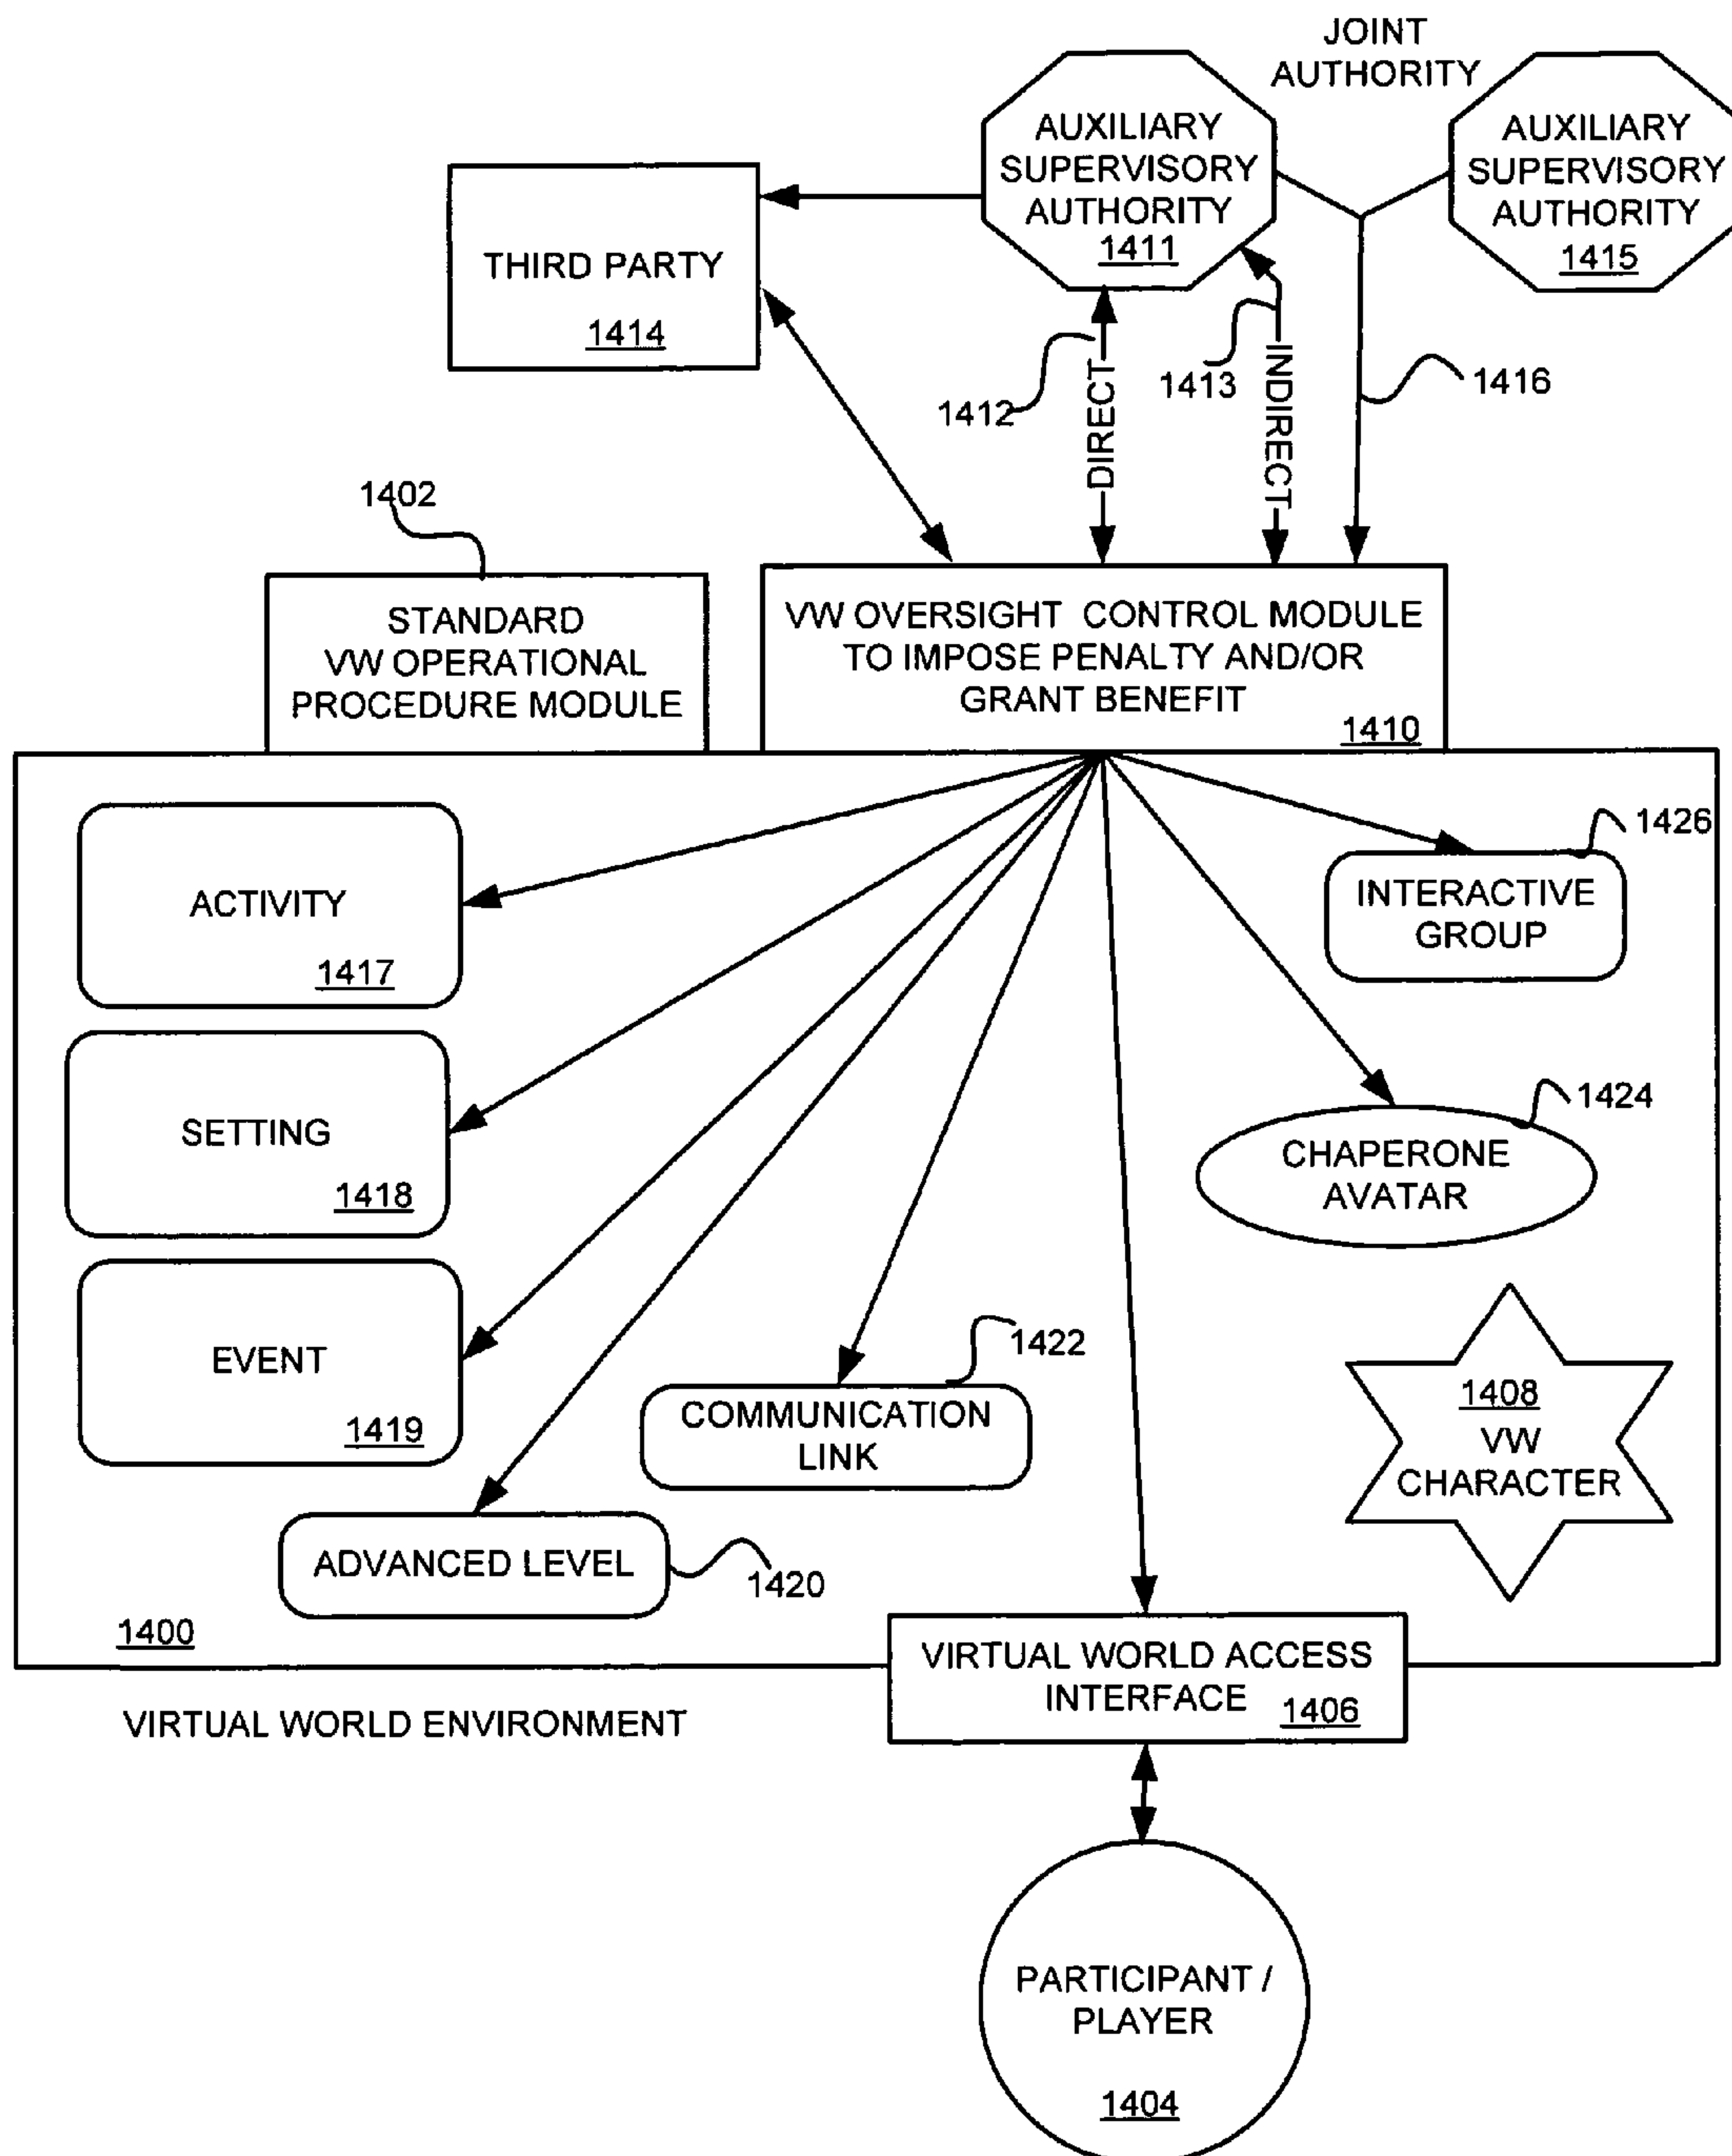 JOINT
AUTHORITY
AUXILIARY
SUPERVISORY
AUTHORITY
1411
AUXILIARY
SUPERVISORY
AUTHORITY
1415
THIRD PARTY
1414
1412
DIRECT
1413
INDIRECT
1416
1402
STANDARD
VW OPERATIONAL
PROCEDURE MODULE
VW OVERSIGHT CONTROL MODULE
TO IMPOSE PENALTY AND/OR
GRANT BENEFIT
1410
ACTIVITY
1417
1426
INTERACTIVE
GROUP
SETTING
1418
1424
CHAPERONE
AVATAR
EVENT
1419
1422
COMMUNICATION
LINK
1408
VW
CHARACTER
ADVANCED LEVEL
1420
1400
VIRTUAL WORLD ACCESS
INTERFACE
1406
VIRTUAL WORLD ENVIRONMENT
PARTICIPANT /
PLAYER
1404